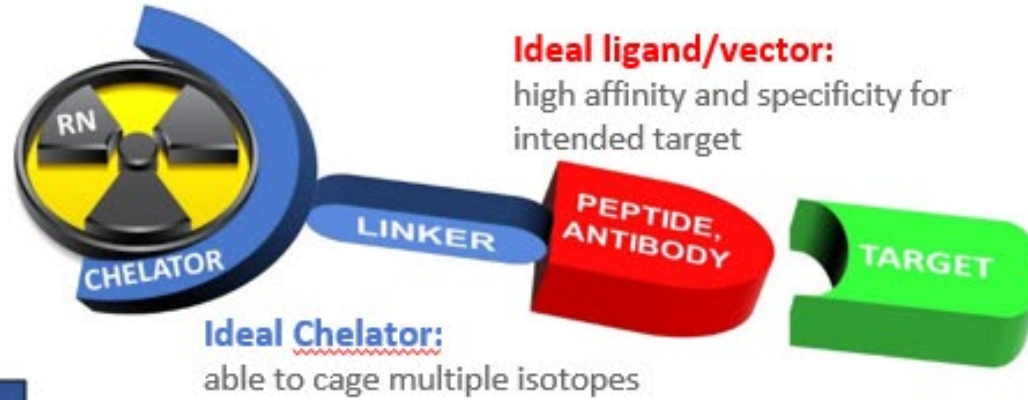 Ideal ligand/vector:
high affinity and specificity for
intended target
RN
CHELATOR
LINKER
PEPTIDE,
ANTIBODY
TARGET
Ideal Chelator:
able to cage multiple isotopes